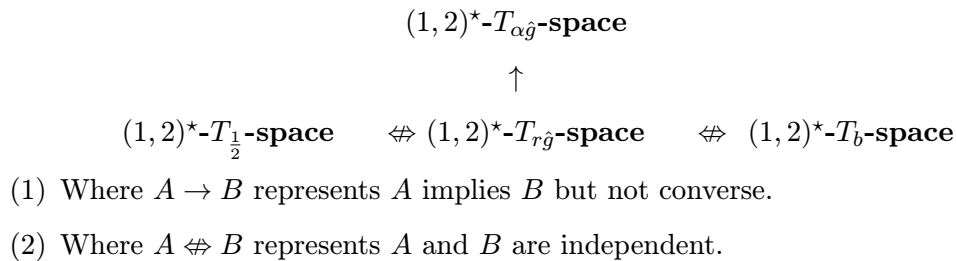 (1, 2)⋆-T_{αĝ}-space
↑
(1, 2)⋆-T_{1/2}-space ⇎ (1, 2)⋆-T_{rĝ}-space ⇎ (1, 2)⋆-T_b-space
(1) Where A → B represents A implies B but not converse.
(2) Where A ⇎ B represents A and B are independent.